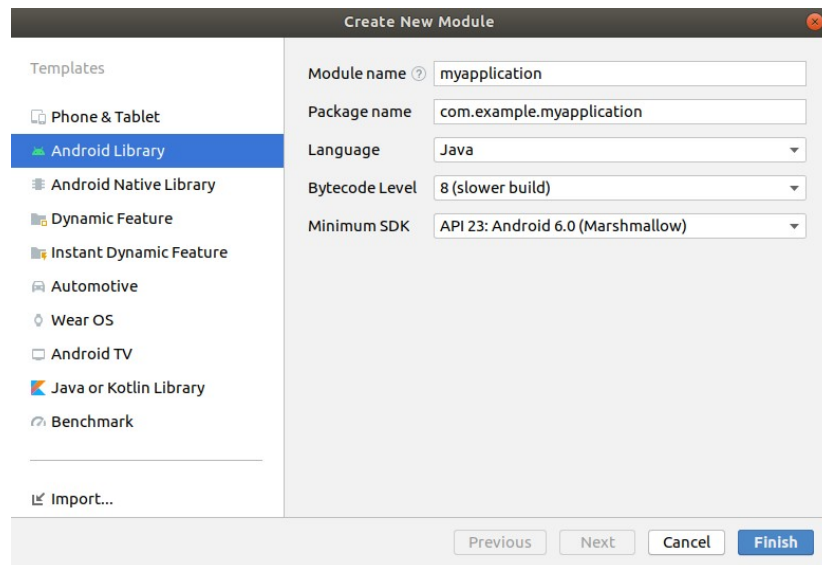 Create New Module
Templates
Phone & Tablet
Android Library
Android Native Library
Dynamic Feature
Instant Dynamic Feature
Automotive
Wear OS
Android TV
Java or Kotlin Library
Benchmark
Import...
Module name ? myapplication
Package name com.example.myapplication
Language Java
Bytecode Level 8 (slower build)
Minimum SDK API 23: Android 6.0 (Marshmallow)
Previous Next Cancel Finish